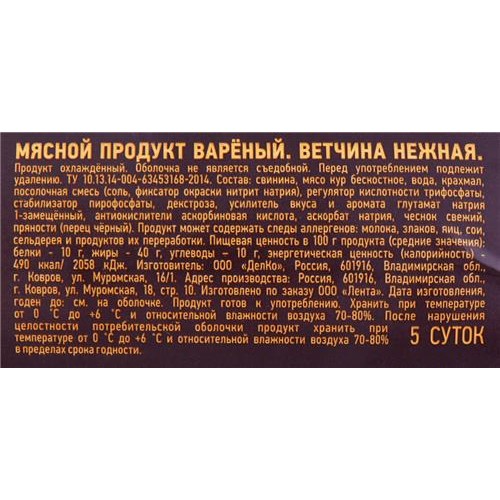 МЯСНОЙ ПРОДУКТ ВАРЁНЫЙ. ВЕТЧИНА НЕЖНАЯ.
Продукт охлаждённый. Оболочка не является съедобной. Перед употреблением подлежит
удалению. ТУ 10.13.14-004-63453168-2014. Состав: свинина, мясо кур бескостное, вода, крахмал,
посолочная смесь (соль, фиксатор окраски нитрит натрия), регулятор кислотности трифосфаты,
стабилизатор пирофосфаты, декстроза, усилитель вкуса и аромата глутамат натрия
1-замещённый, антиокислители аскорбиновая кислота, аскорбат натрия, чеснок свежий,
пряности (перец чёрный). Продукт может содержать следы аллергенов: молока, злаков, яиц, сои,
сельдерея и продуктов их переработки. Пищевая ценность в 100 г продукта (средние значения):
белки - 10 г, жиры - 40 г, углеводы – 10 г, энергетическая ценность (калорийность) -
490 ккал/ 2058 кДж. Изготовитель: ООО «ДелКо», Россия, 601916, Владимирская обл.,
г. Ковров, ул. Муромская, 16/1. Адрес производства: Россия, 601916, Владимирская обл.,
г. Ковров, ул. Муромская, 18, стр. 10. Изготовлено по заказу ООО «Лента». Дата изготовления,
годен до: см. на оболочке. Продукт готов к употреблению. Хранить при температуре
от 0 °С до +6 °С и относительной влажности воздуха 70-80%. После нарушения
целостности потребительской оболочки продукт хранить при
температуре от 0 °С до +6 °С и относительной влажности воздуха 70-80%
в пределах срока годности.
5 СУТОК